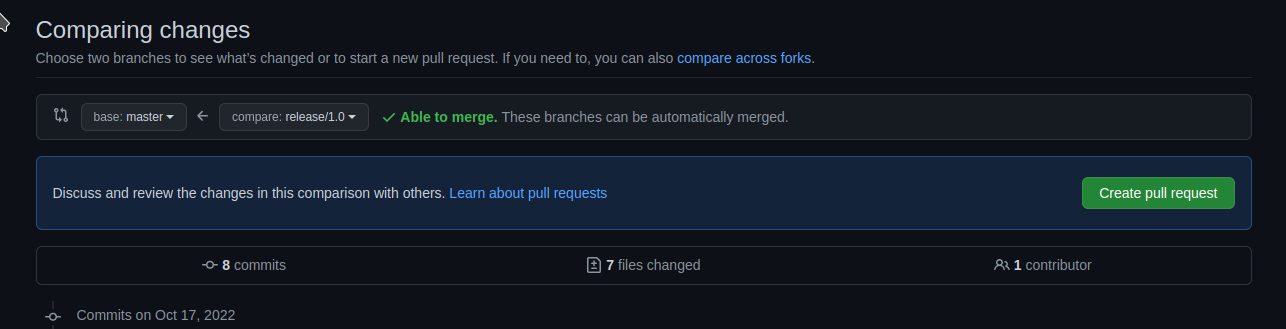 Comparing changes
Choose two branches to see what’s changed or to start a new pull request. If you need to, you can also compare across forks.
base: master compare: release/1.0 Able to merge. These branches can be automatically merged.
Discuss and review the changes in this comparison with others. Learn about pull requests Create pull request
8 commits 7 files changed 1 contributor
Commits on Oct 17, 2022